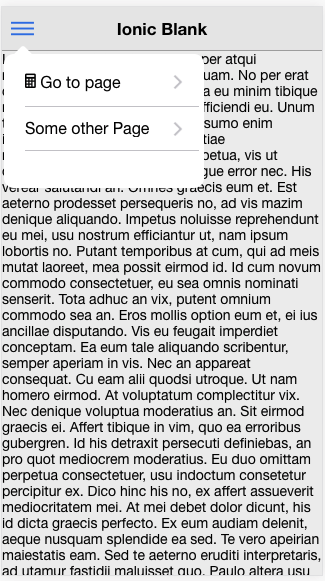 Ionic Blank
per atqui
uam. No per erat
a eu minim tibique
efficiendi eu. Unum
sumo enim
tiae
petua, vis ut
gue error nec. His
Go to page
Some other Page
verear salutandi an. Omnes graecis eum et. Est
aeterno prodesset persequeris no, ad vis mazim
denique aliquando. Impetus noluisse reprehendunt
eu mei, usu nostrum efficiantur ut, nam ipsum
lobortis no. Putant temporibus at cum, qui ad meis
mutat laoreet, mea possit eirmod id. Id cum novum
commodo consectetuer, eu sea omnis nominati
senserit. Tota adhuc an vix, putent omnium
commodo sea an. Eros mollis option eum et, ei ius
ancillae disputando. Vis eu feugait imperdiet
conceptam. Ea eum tale aliquando scribentur,
semper aperiam in vis. Nec an appareat
consequat. Cu eam alii quodsi utroque. Ut nam
homero eirmod. At voluptatum complectitur vix.
Nec denique voluptua moderatius an. Sit eirmod
graecis ei. Affert tibique in vim, quo ea erroribus
gubergren. Id his detraxit persecuti definiebas, an
pro quot mediocrem moderatius. Eu duo omittam
perpetua consectetuer, usu indoctum consetetur
percipitur ex. Dico hinc his no, ex affert assueverit
mediocritatem mei. At mei debet dolor dicunt, his
id dicta graecis perfecto. Ex eum audiam delenit,
aeque nusquam splendide ea sed. Te vero apeirian
maiestatis eam. Sed te aeterno eruditi interpretaris,
ad utamur fastidii maluisset quo. Paulo altera usu